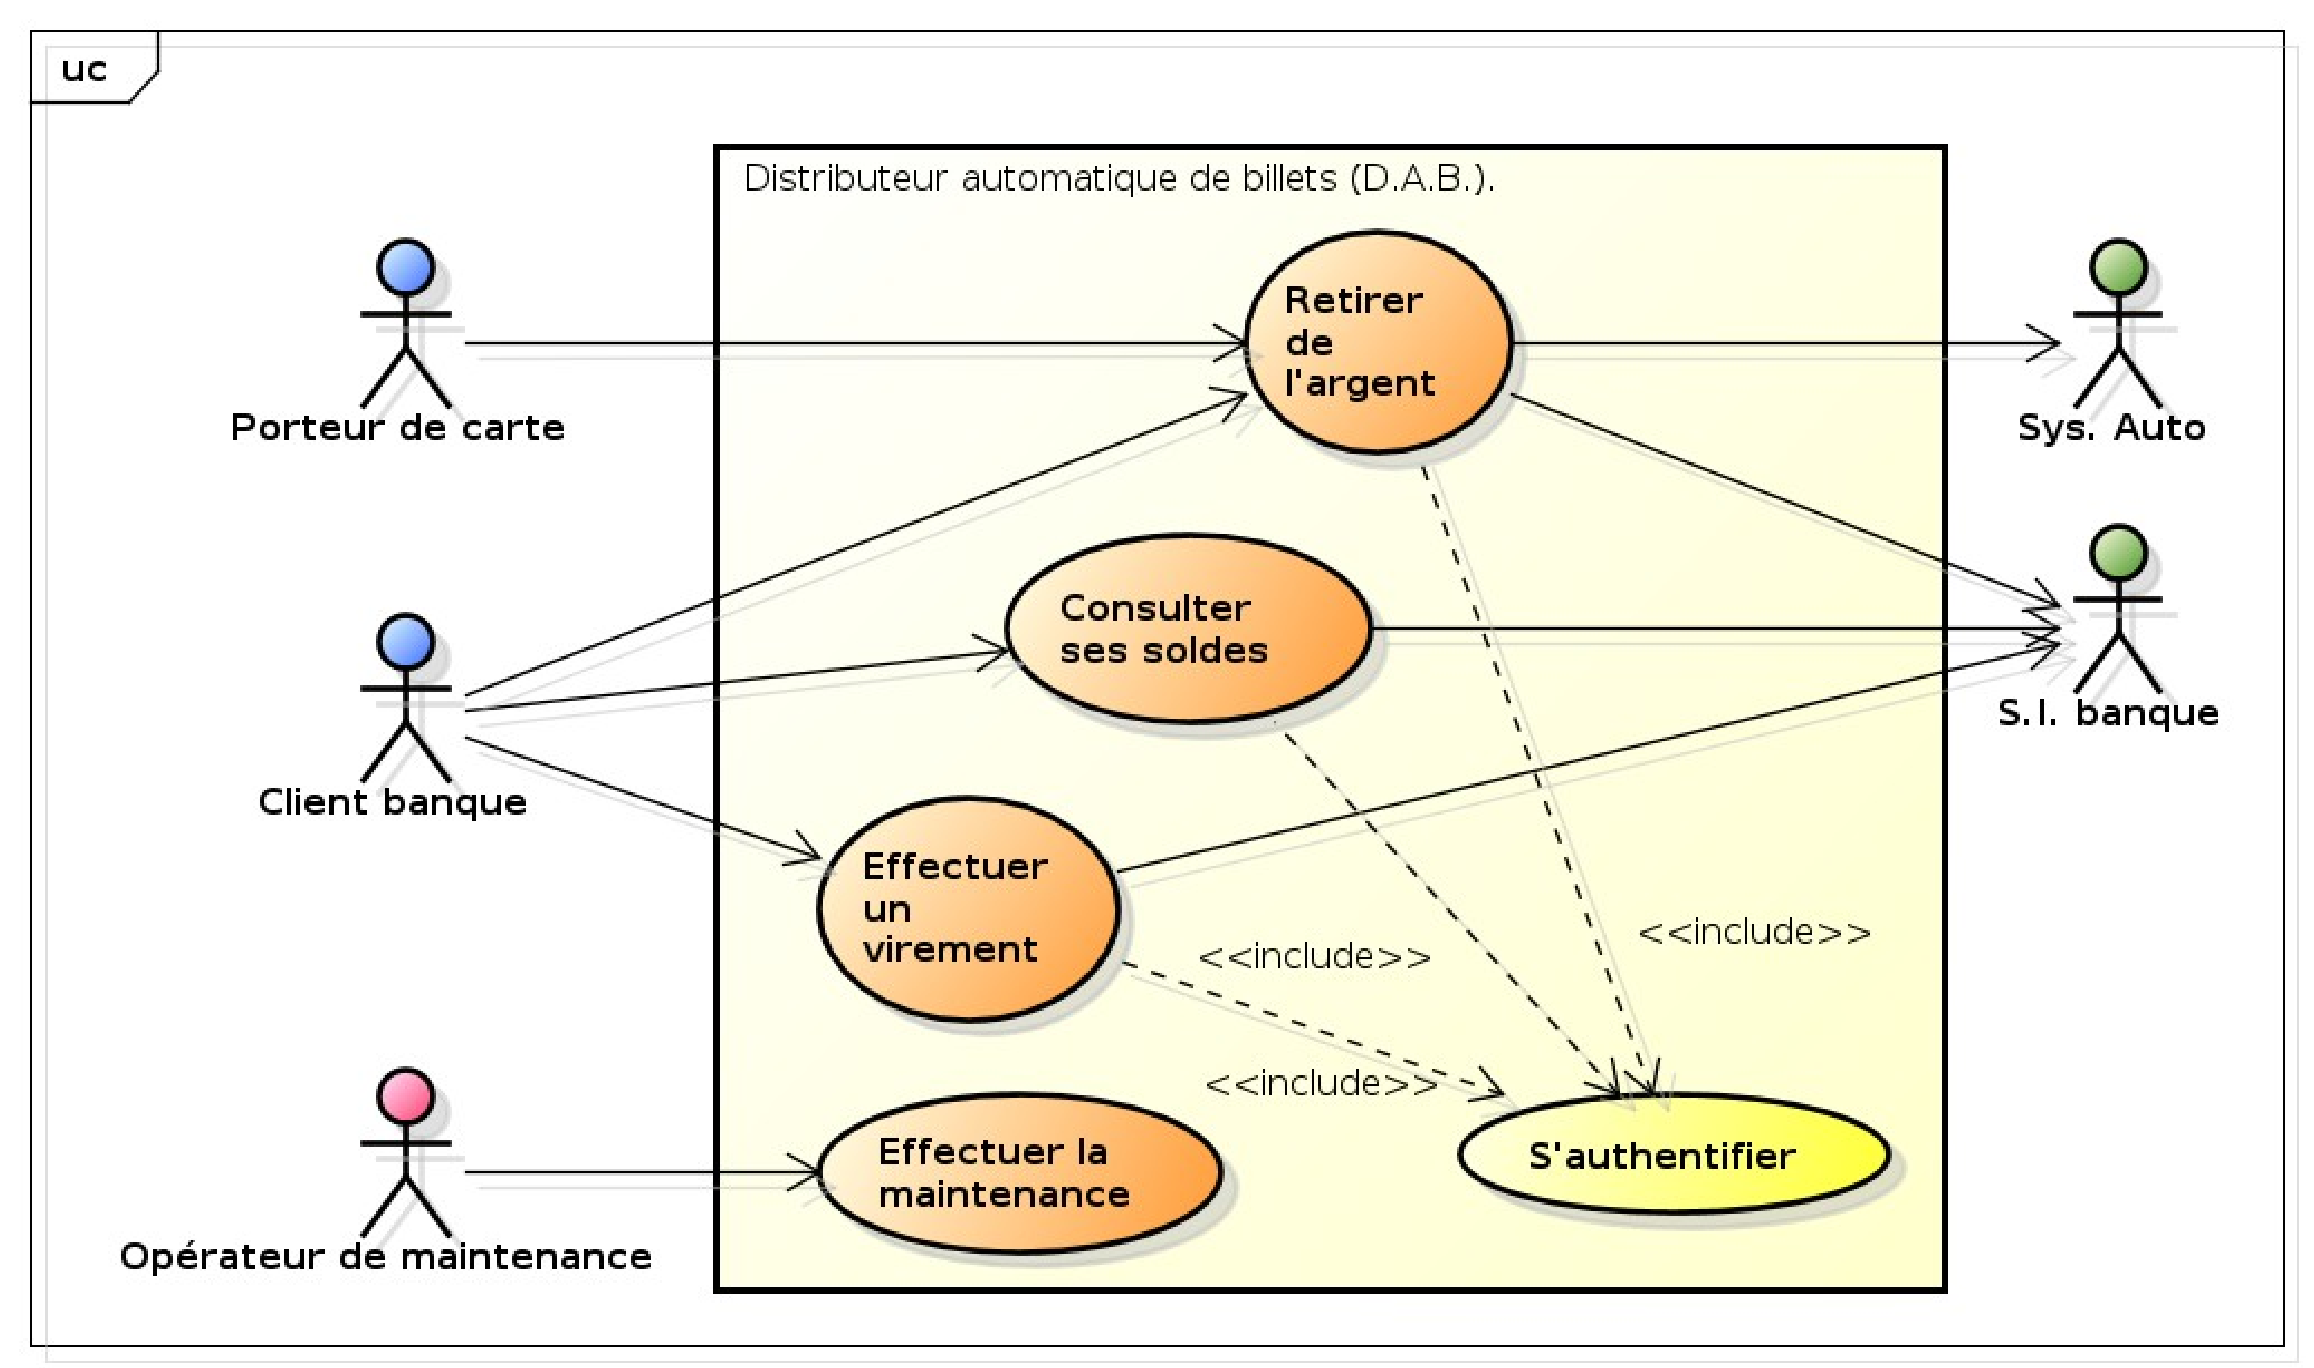 uc
Distributeur automatique de billets (D.A.B.).
Retirer
de
l'argent
Porteur de carte
Sys. Auto
Consulter
ses soldes
S.I. banque
Client banque
Effectuer
un
virement
<<include>>
<<include>>
<<include>>
Effectuer la
maintenance
S'authentifier
Opérateur de maintenance